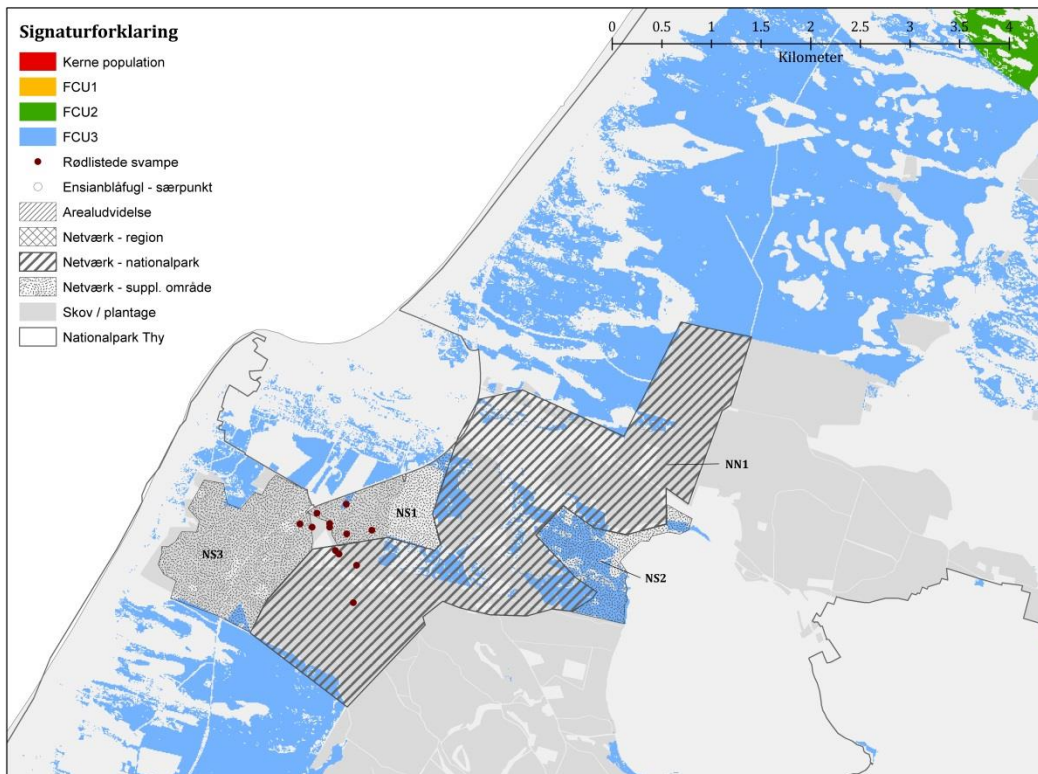 Signaturforklaring
Kerne population
FCU1
FCU2
FCU3
Rødlistede svampe
Ensianblåfugl - særpunkt
Arealudvidelse
Netværk - region
Netværk - nationalpark
Netværk - suppl. område
Skov / plantage
Nationalpark Thy
0 0.5 1 1.5 2 2.5 3 3.5 4
Kilometer
NN1
NS1
NS3
NS2